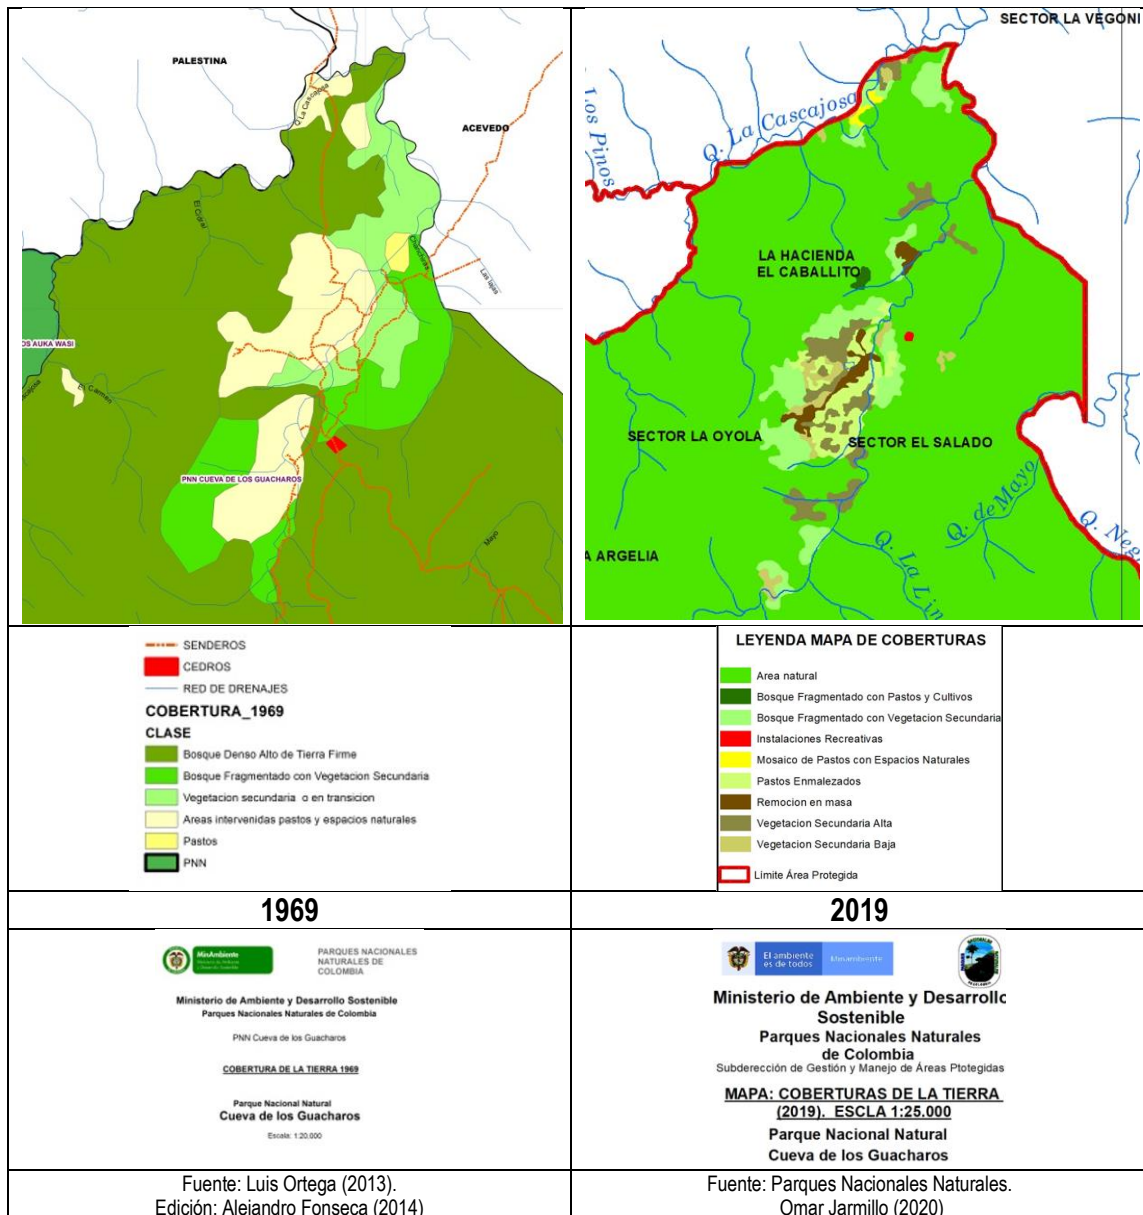 PALESTINA
Q La Cascajosa
ACEVEDO
El Cidral
Chanchiras
Las lajas
OS AUKA WASI
El Carmen
PNN CUEVA DE LOS GUACHAROS
Mayo
SECTOR LA VEGONI
Los Pinos
Q. La Cascajosa
LA HACIENDA
EL CABALLITO
SECTOR LA OYOLA
SECTOR EL SALADO
A ARGELIA
Q. de Mayo
Q. La Lin
Q. Neg
SENDEROS
CEDROS
RED DE DRENAJES
COBERTURA_1969
CLASE
Bosque Denso Alto de Tierra Firme
Bosque Fragmentado con Vegetacion Secundaria
Vegetacion secundaria o en transicion
Areas intervenidas pastos y espacios naturales
Pastos
PNN
LEYENDA MAPA DE COBERTURAS
Area natural
Bosque Fragmentado con Pastos y Cultivos
Bosque Fragmentado con Vegetacion Secundaria
Instalaciones Recreativas
Mosaico de Pastos con Espacios Naturales
Pastos Enmalezados
Remocion en masa
Vegetacion Secundaria Alta
Vegetacion Secundaria Baja
Limite Área Protegida
1969
2019
MinAmbiente
PARQUES NACIONALES
NATURALES DE
COLOMBIA
Ministerio de Ambiente y Desarrollo Sostenible
Parques Nacionales Naturales de Colombia
PNN Cueva de los Guacharos
COBERTURA DE LA TIERRA 1969
Parque Nacional Natural
Cueva de los Guacharos
Escala: 1:20.000
El ambiente
es de todos
Minambiente
Ministerio de Ambiente y Desarrollo
Sostenible
Parques Nacionales Naturales
de Colombia
Subderección de Gestión y Manejo de Áreas Ptotegidas
MAPA: COBERTURAS DE LA TIERRA
(2019). ESCLA 1:25.000
Parque Nacional Natural
Cueva de los Guacharos
Fuente: Luis Ortega (2013).
Edición: Alejandro Fonseca (2014)
Fuente: Parques Nacionales Naturales.
Omar Jarmillo (2020)